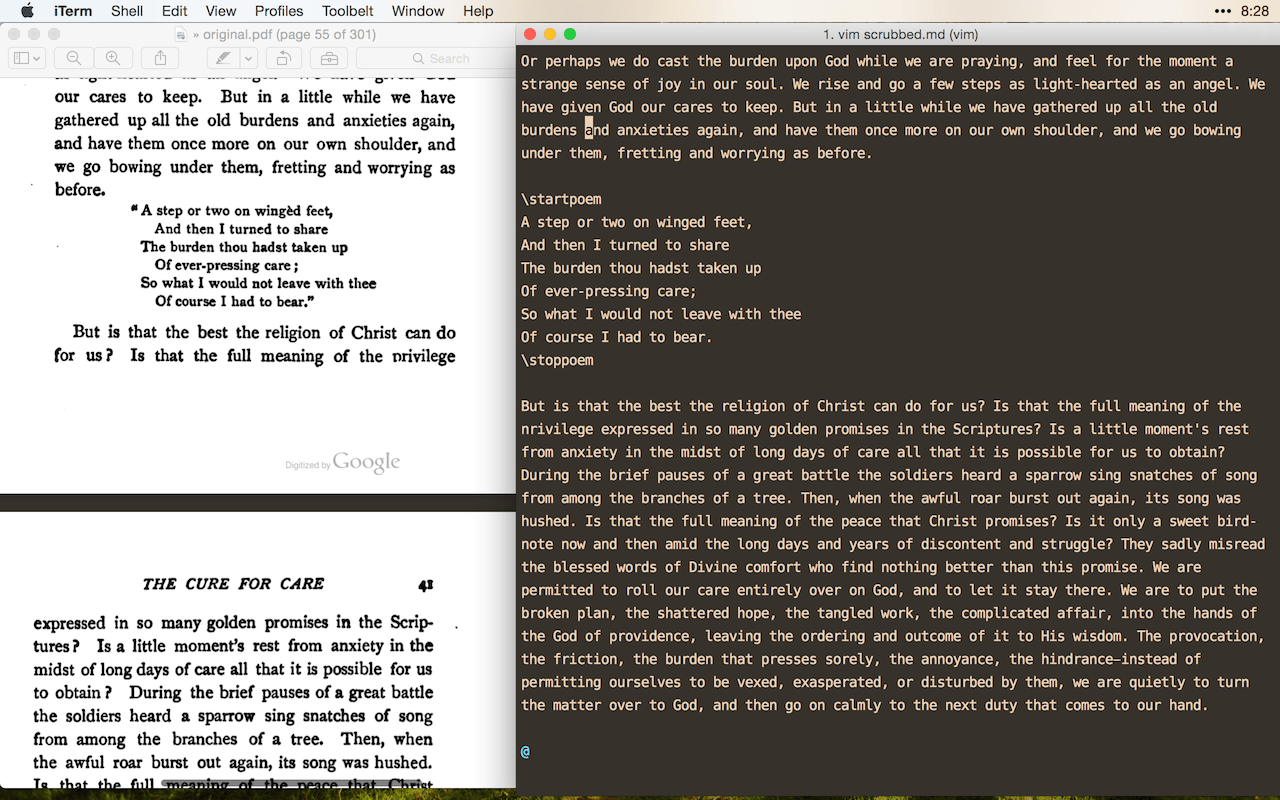 iTerm Shell Edit View Profiles Toolbelt Window Help ••• 8:28
» original.pdf (page 55 of 301)
Search
our cares to keep. But in a little while we have
gathered up all the old burdens and anxieties again,
and have them once more on our own shoulder, and
we go bowing under them, fretting and worrying as
before.
“A step or two on wingèd feet,
And then I turned to share
The burden thou hadst taken up
Of ever-pressing care;
So what I would not leave with thee
Of course I had to bear.”
But is that the best the religion of Christ can do
for us? Is that the full meaning of the privilege
Digitized by Google
THE CURE FOR CARE 41
expressed in so many golden promises in the Scrip-
tures? Is a little moment's rest from anxiety in the
midst of long days of care all that it is possible for us
to obtain? During the brief pauses of a great battle
the soldiers heard a sparrow sing snatches of song
from among the branches of a tree. Then, when
the awful roar burst out again, its song was hushed.
Is that the full meaning of the peace that Christ
1. vim scrubbed.md (vim)
Or perhaps we do cast the burden upon God while we are praying, and feel for the moment a
strange sense of joy in our soul. We rise and go a few steps as light-hearted as an angel. We
have given God our cares to keep. But in a little while we have gathered up all the old
burdens and anxieties again, and have them once more on our own shoulder, and we go bowing
under them, fretting and worrying as before.
\startpoem
A step or two on winged feet,
And then I turned to share
The burden thou hadst taken up
Of ever-pressing care;
So what I would not leave with thee
Of course I had to bear.
\stoppoem
But is that the best the religion of Christ can do for us? Is that the full meaning of the
nrivilege expressed in so many golden promises in the Scriptures? Is a little moment's rest
from anxiety in the midst of long days of care all that it is possible for us to obtain?
During the brief pauses of a great battle the soldiers heard a sparrow sing snatches of song
from among the branches of a tree. Then, when the awful roar burst out again, its song was
hushed. Is that the full meaning of the peace that Christ promises? Is it only a sweet bird-
note now and then amid the long days and years of discontent and struggle? They sadly misread
the blessed words of Divine comfort who find nothing better than this promise. We are
permitted to roll our care entirely over on God, and to let it stay there. We are to put the
broken plan, the shattered hope, the tangled work, the complicated affair, into the hands of
the God of providence, leaving the ordering and outcome of it to His wisdom. The provocation,
the friction, the burden that presses sorely, the annoyance, the hindrance—instead of
permitting ourselves to be vexed, exasperated, or disturbed by them, we are quietly to turn
the matter over to God, and then go on calmly to the next duty that comes to our hand.
@